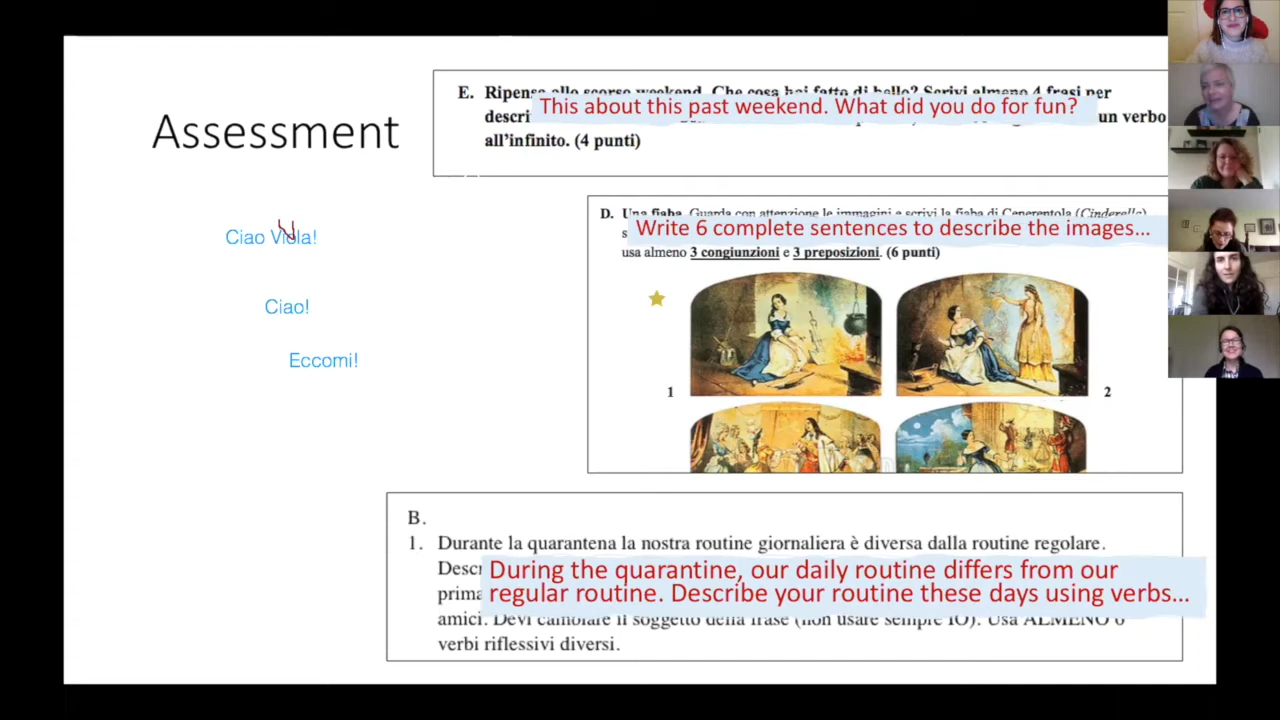 Assessment
E. Ripensa allo scorso weekend. Che cosa hai fatto di bello? Scrivi almeno 4 frasi per
This about this past weekend. What did you do for fun?
descri un verbo
all'infinito. (4 punti)
Ciao Viola!
Ciao!
Eccomi!
D. Una fiaba. Guarda con attenzione le immagini e scrivi la fiaba di Cenerentola (Cinderella)
Write 6 complete sentences to describe the images...
s
usa almeno 3 congiunzioni e 3 preposizioni. (6 punti)
1
2
B.
1. Durante la quarantena la nostra routine giornaliera è diversa dalla routine regolare.
Descr
During the quarantine, our daily routine differs from our
prima
regular routine. Describe your routine these days using verbs...
amici. Devi cambiare il soggetto della frase (non usare sempre IO). Usa ALMENO 6
verbi riflessivi diversi.